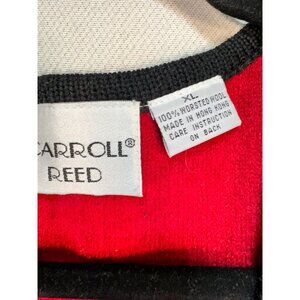 CARROLL®
REED
XL
100% WORSTED WOOL
MADE IN HONG KONG
CARE INSTRUCTION
ON BACK